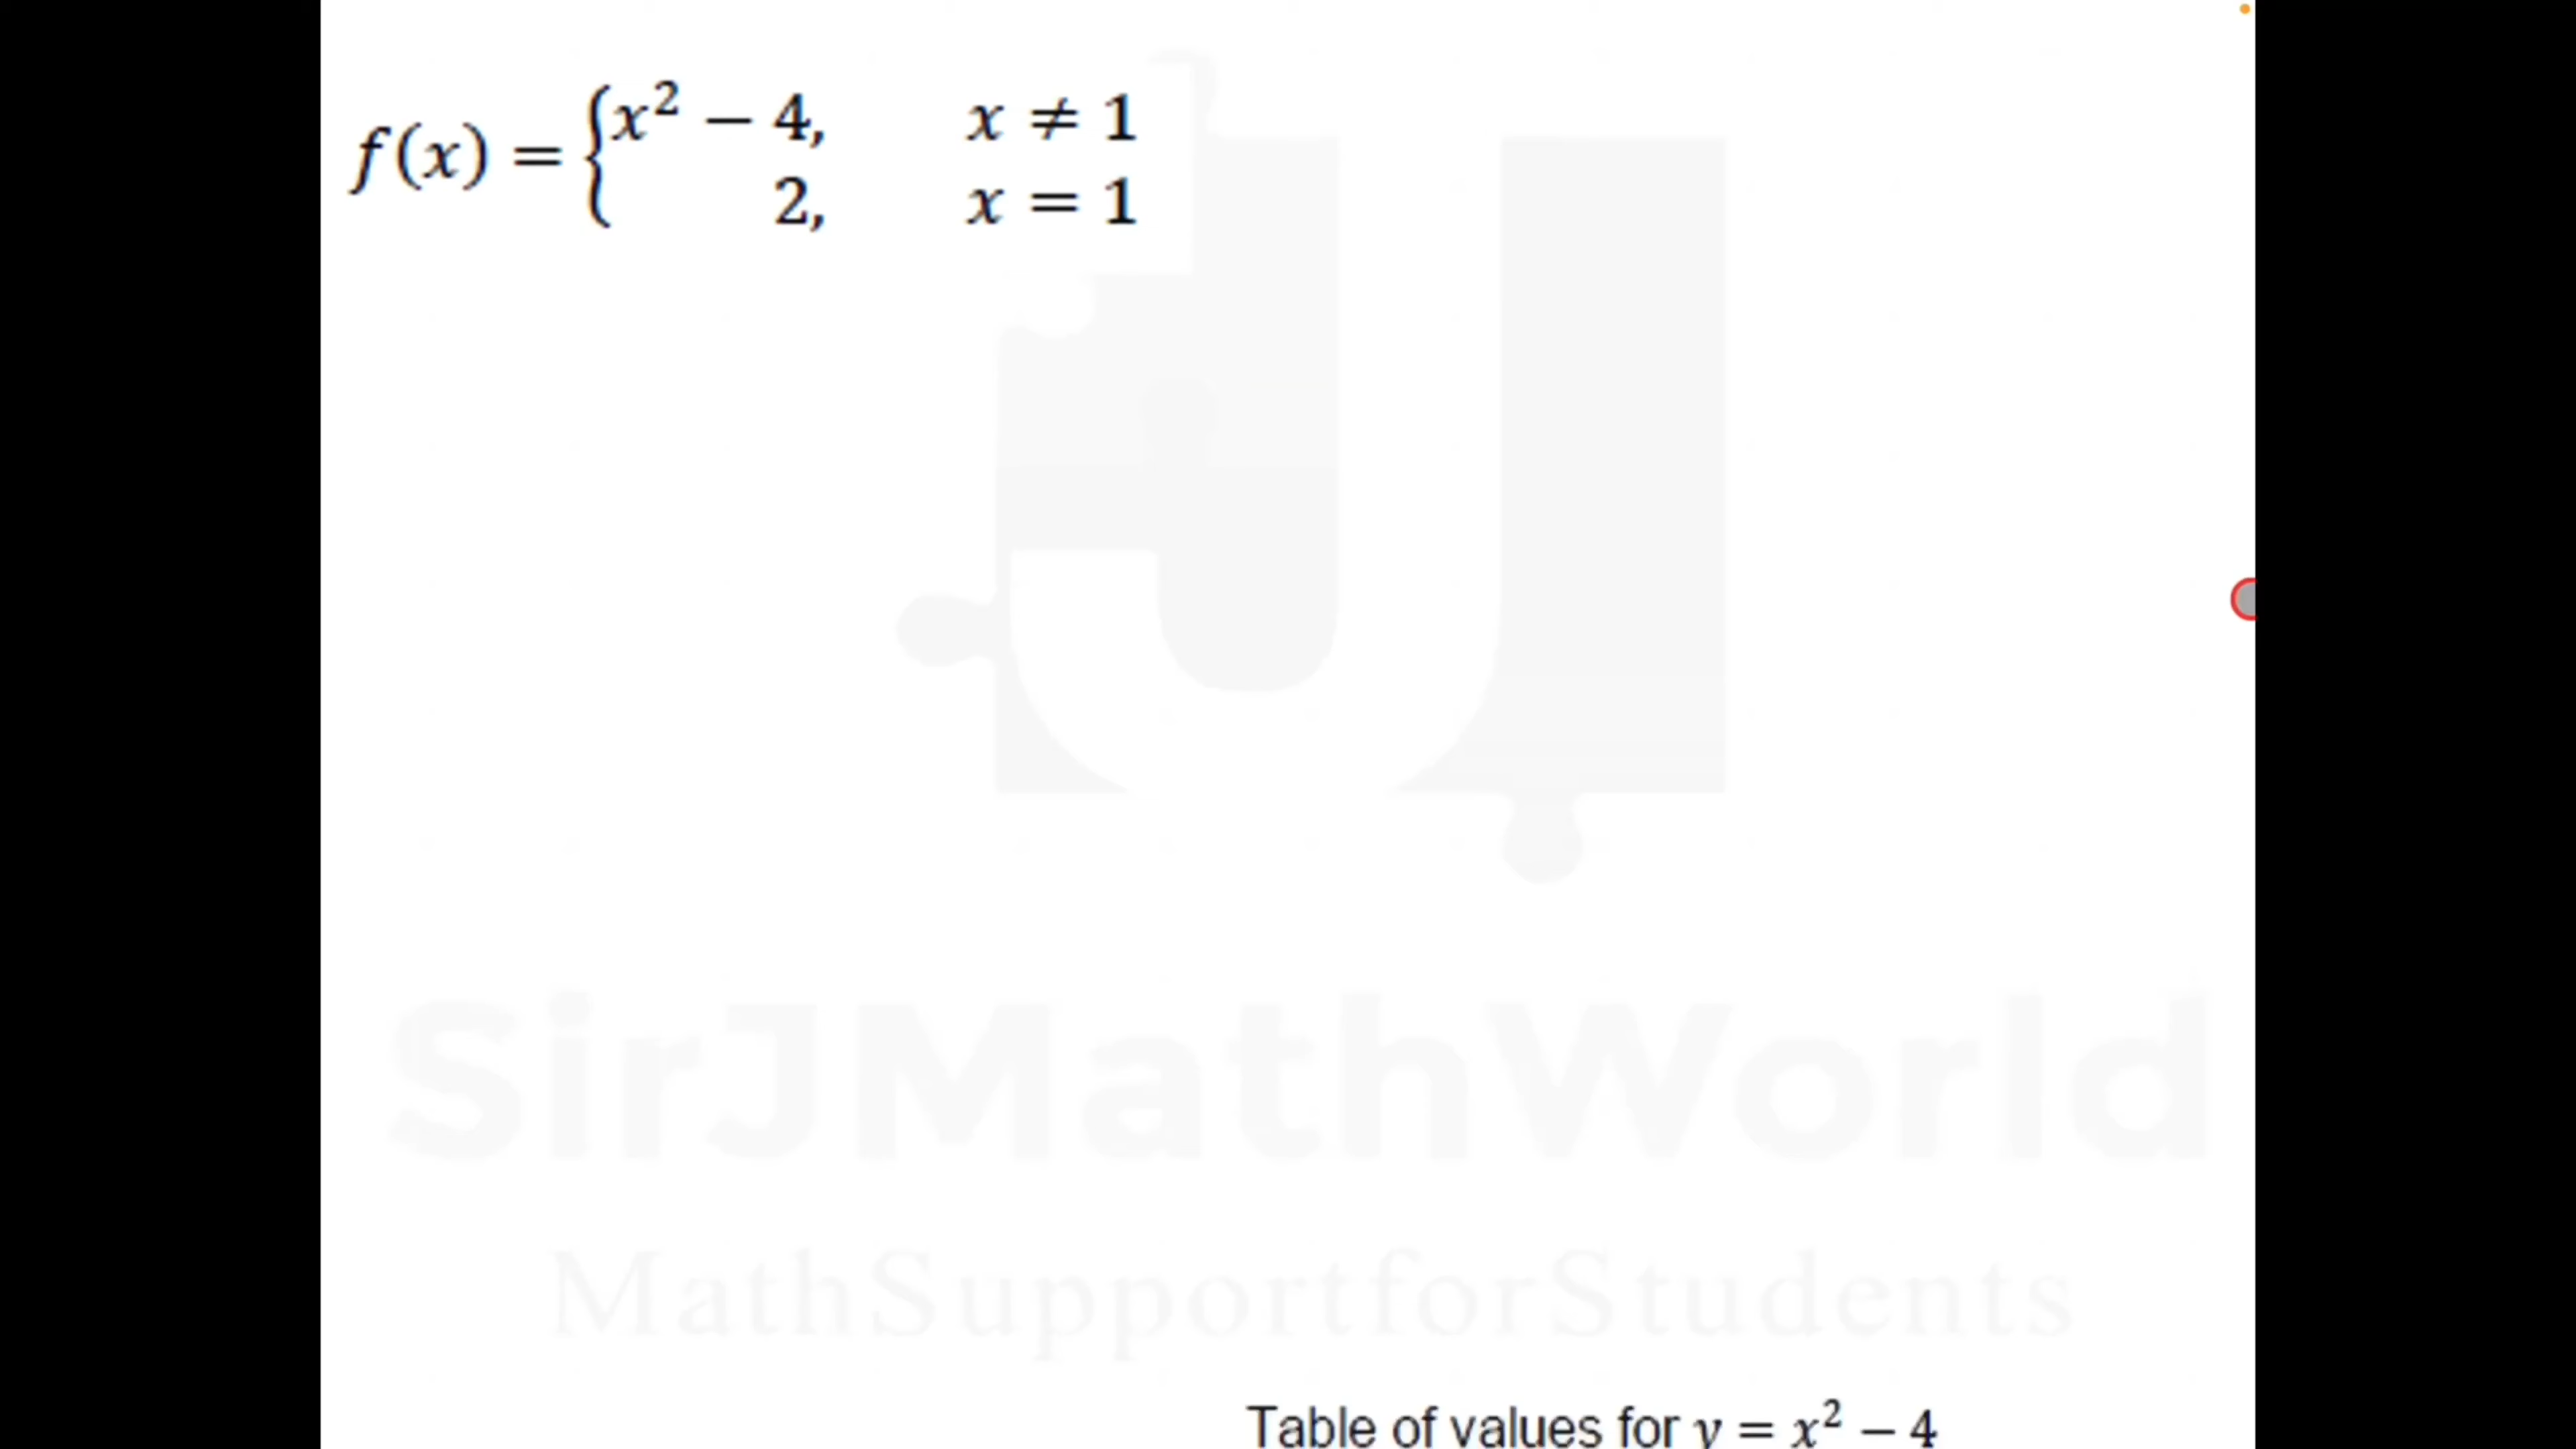 f(x) = {x² − 4, x ≠ 1
2, x = 1
SirJMathWorld
MathSupportforStudents
Table of values for y = x² − 4